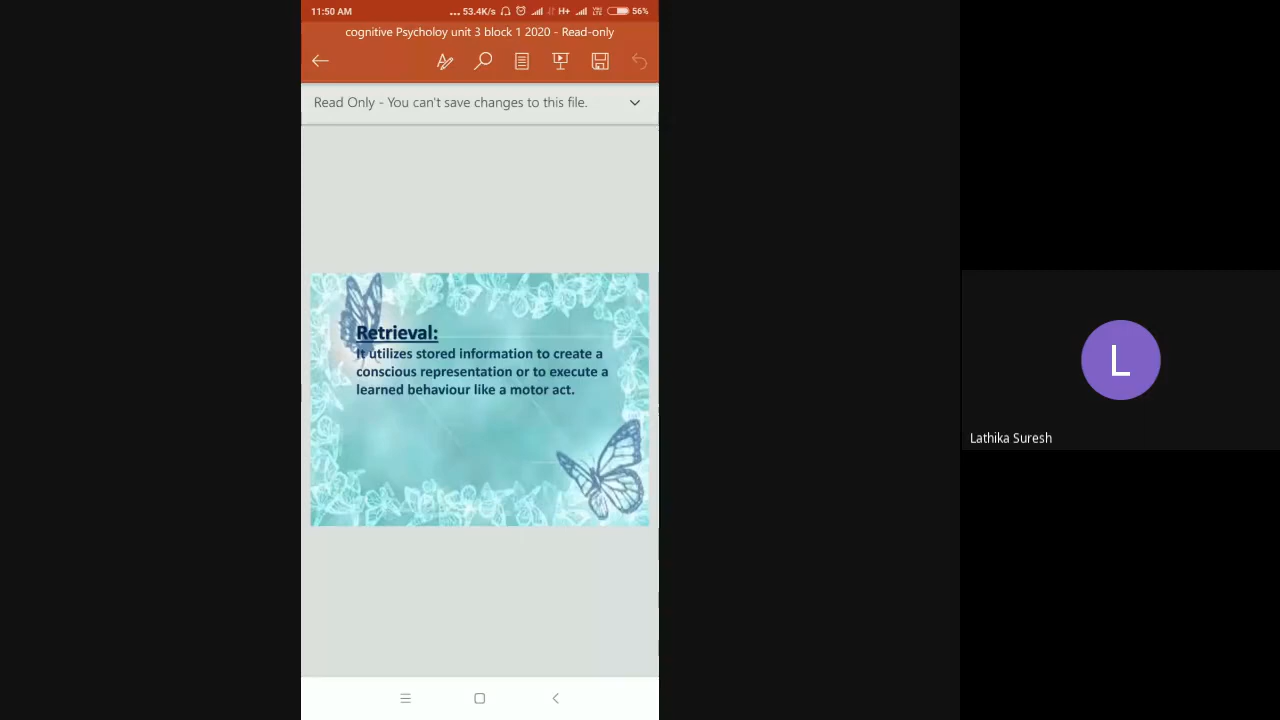 11:50 AM ... 53.4K/s H+ VoLTE 56%
cognitive Psycholoy unit 3 block 1 2020 - Read-only
Read Only - You can't save changes to this file.
Retrieval:
It utilizes stored information to create a
conscious representation or to execute a
learned behaviour like a motor act.
L
Lathika Suresh